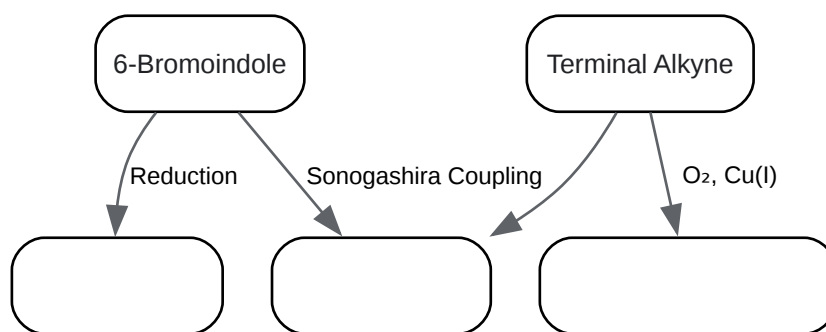 6-Bromoindole
Terminal Alkyne
Reduction
Sonogashira Coupling
O₂, Cu(I)